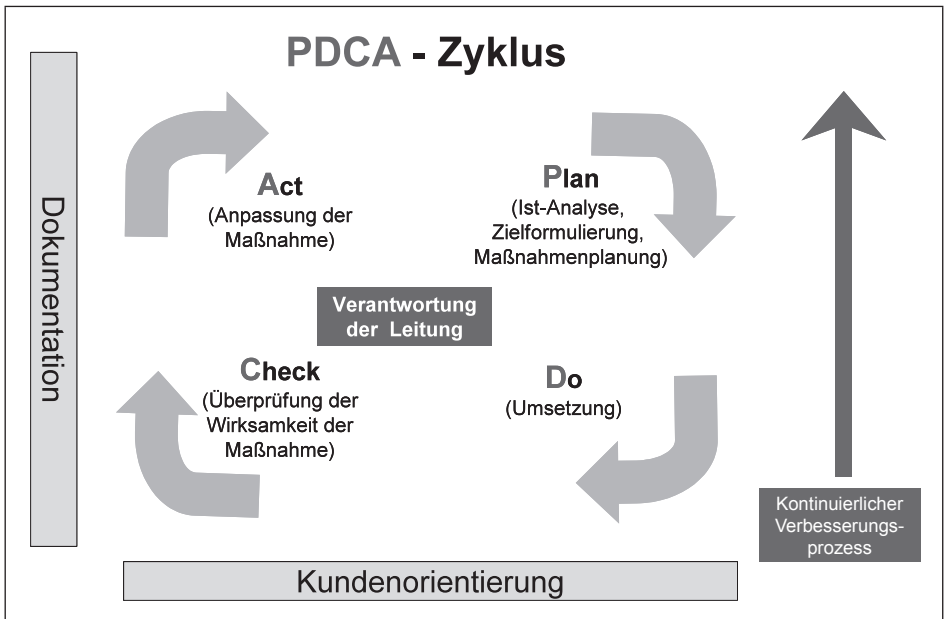 PDCA - Zyklus
Dokumentation
Act
(Anpassung der
Maßnahme)
Plan
(Ist-Analyse,
Zielformulierung,
Maßnahmenplanung)
Verantwortung
der Leitung
Check
(Überprüfung der
Wirksamkeit der
Maßnahme)
Do
(Umsetzung)
Kontinuierlicher
Verbesserungs-
prozess
Kundenorientierung